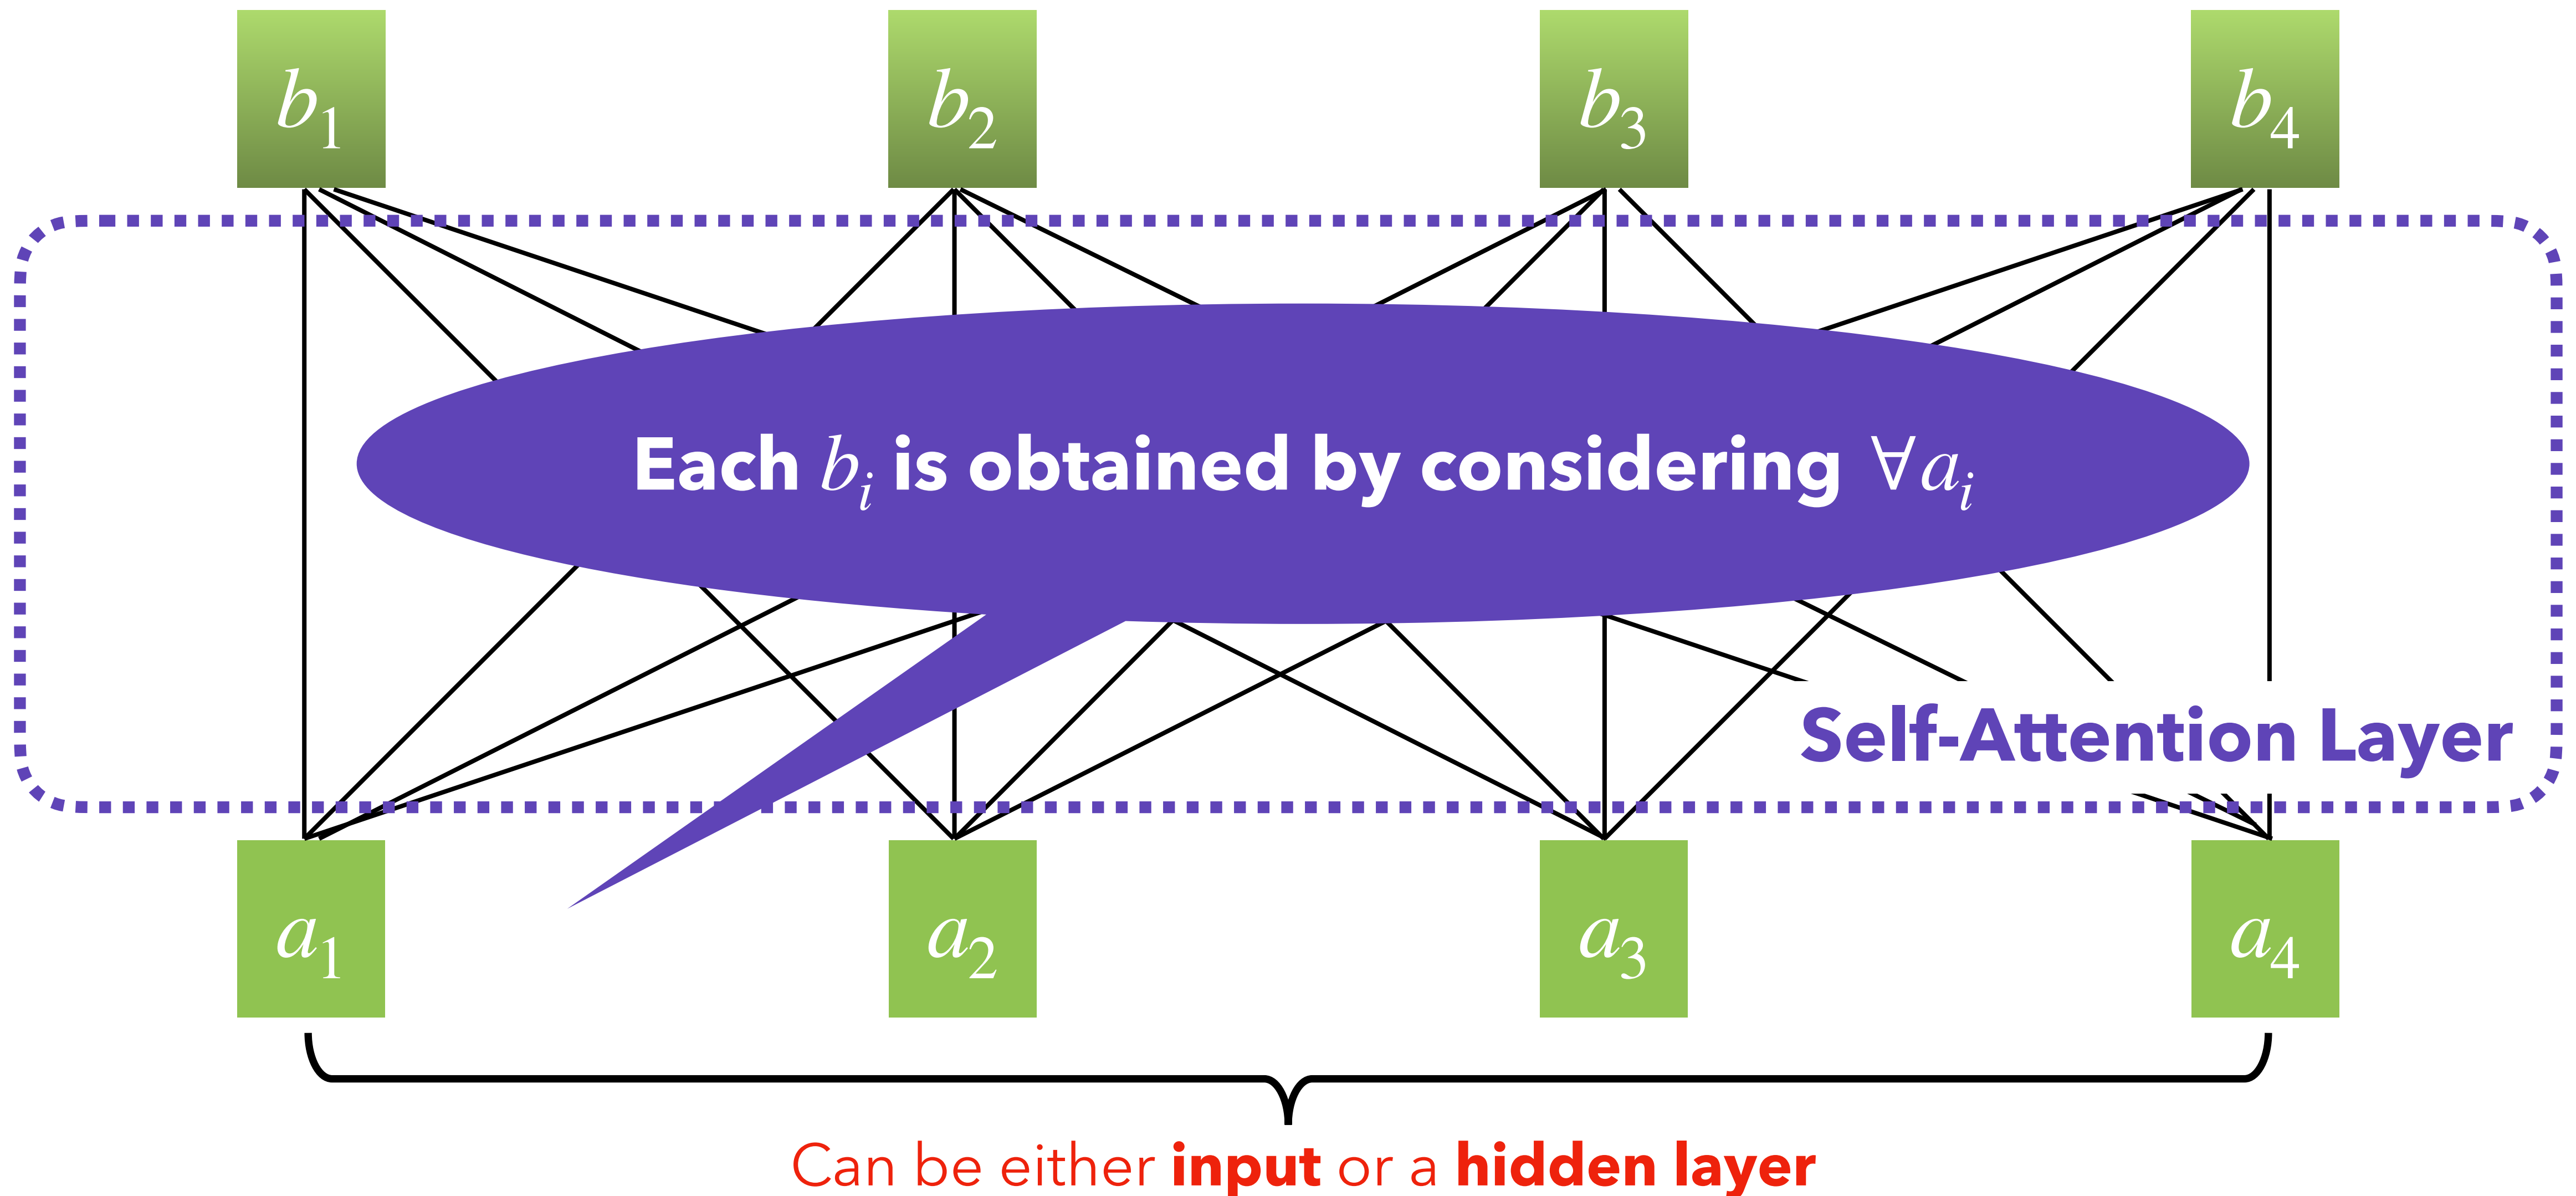 b₁ b₂ b₃ b₄
Each bᵢ is obtained by considering ∀aᵢ
Self-Attention Layer
a₁ a₂ a₃ a₄
Can be either input or a hidden layer